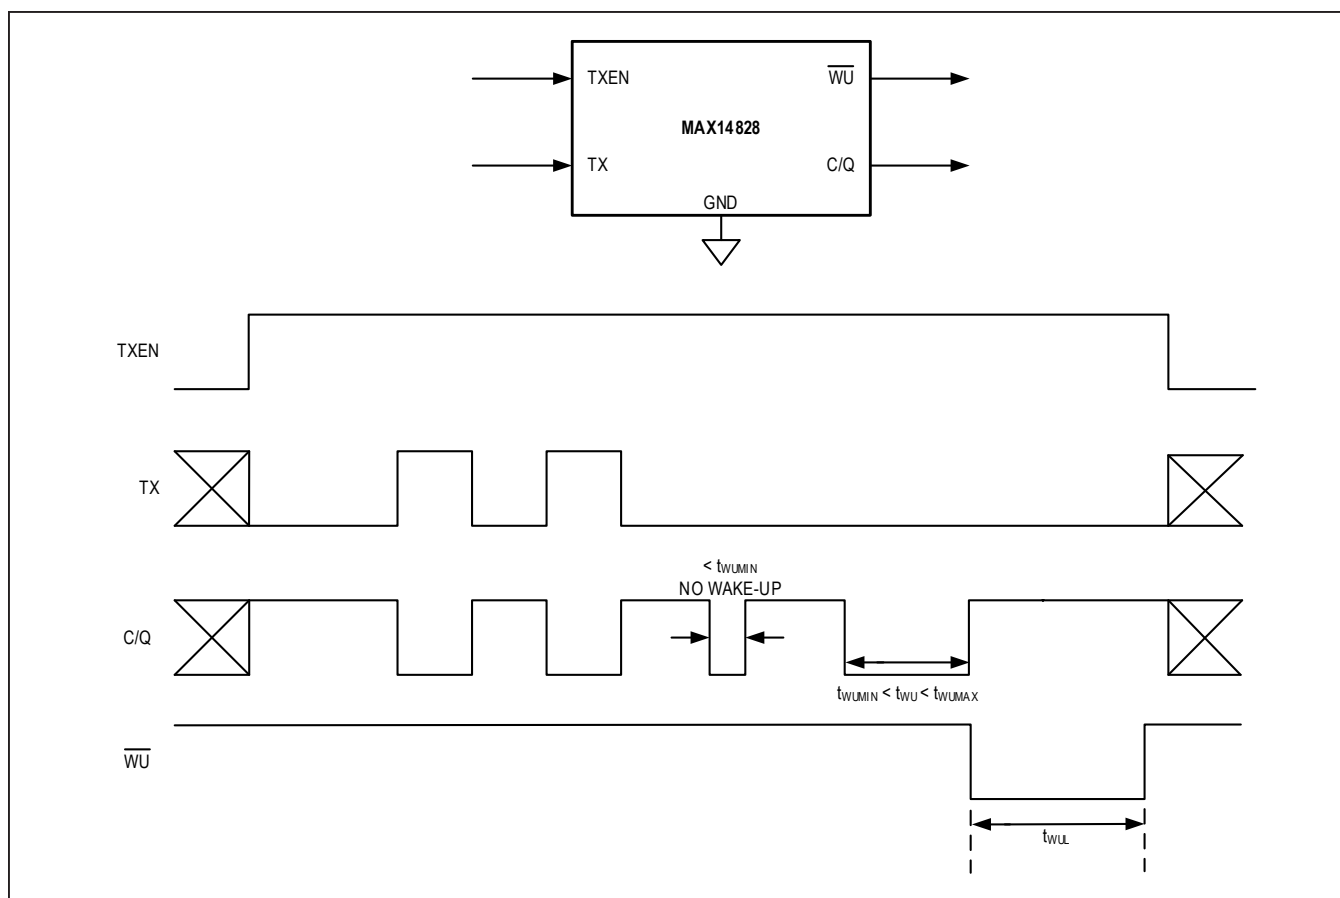 TXEN
WU
MAX14828
TX
C/Q
GND
TXEN
TX
< tWUMIN
NO WAKE-UP
C/Q
tWUMIN < tWU < tWUMAX
WU
tWUL